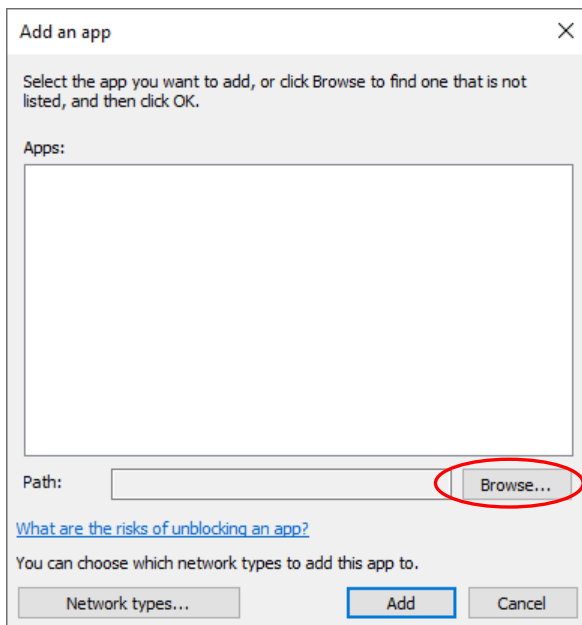 Add an app
Select the app you want to add, or click Browse to find one that is not
listed, and then click OK.
Apps:
Path:
Browse...
What are the risks of unblocking an app?
You can choose which network types to add this app to.
Network types...
Add
Cancel